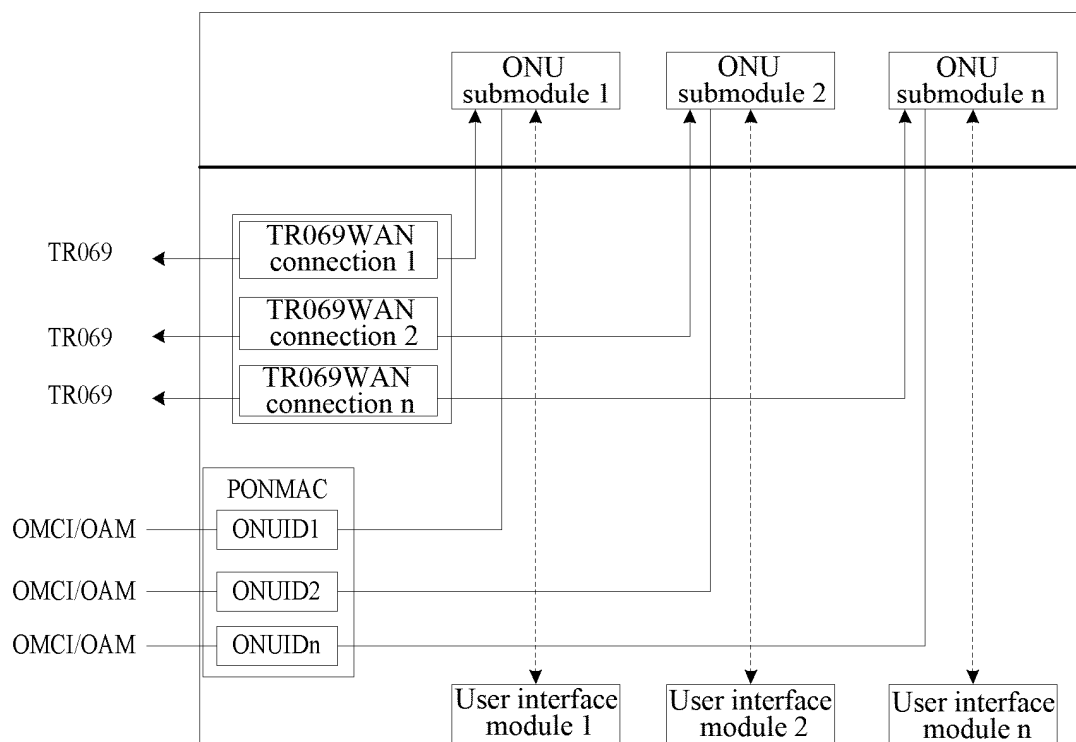 ONU
submodule 1
ONU
submodule 2
ONU
submodule n
TR069
TR069WAN
connection 1
TR069
TR069WAN
connection 2
TR069
TR069WAN
connection n
PONMAC
OMCI/OAM
ONUID1
OMCI/OAM
ONUID2
OMCI/OAM
ONUIDn
User interface
module 1
User interface
module 2
User interface
module n